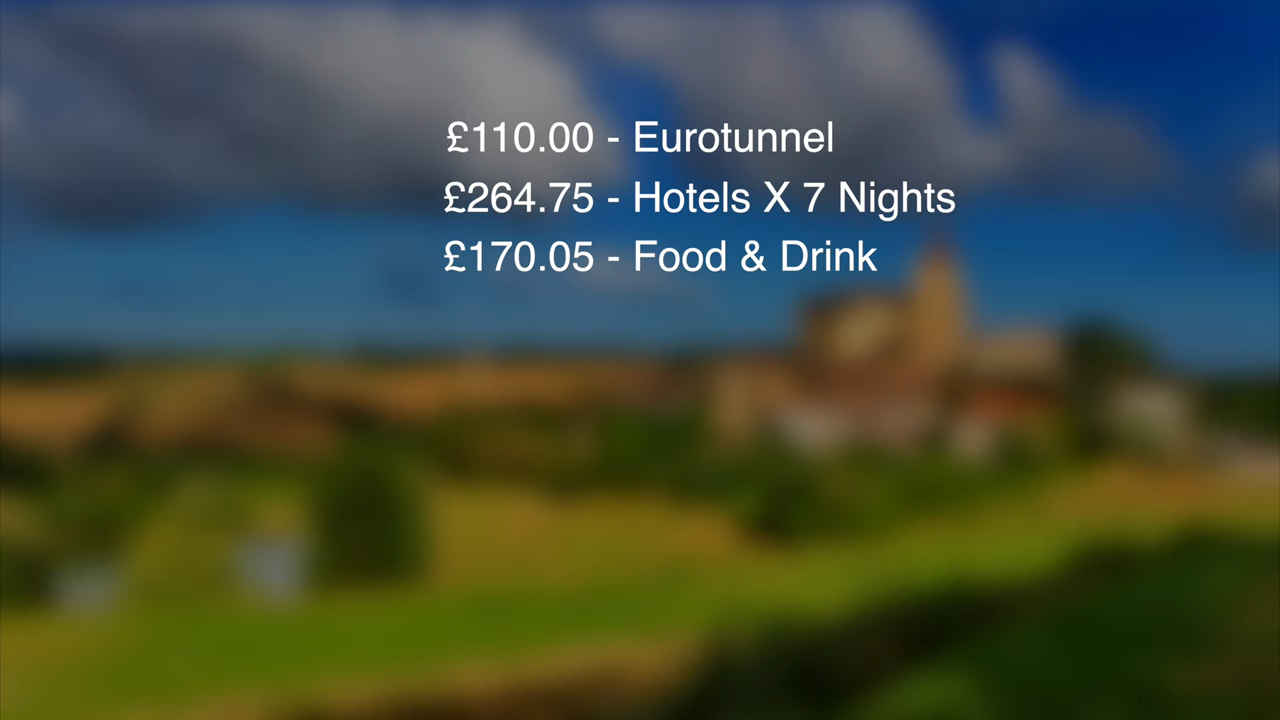 £110.00 - Eurotunnel
£264.75 - Hotels X 7 Nights
£170.05 - Food & Drink